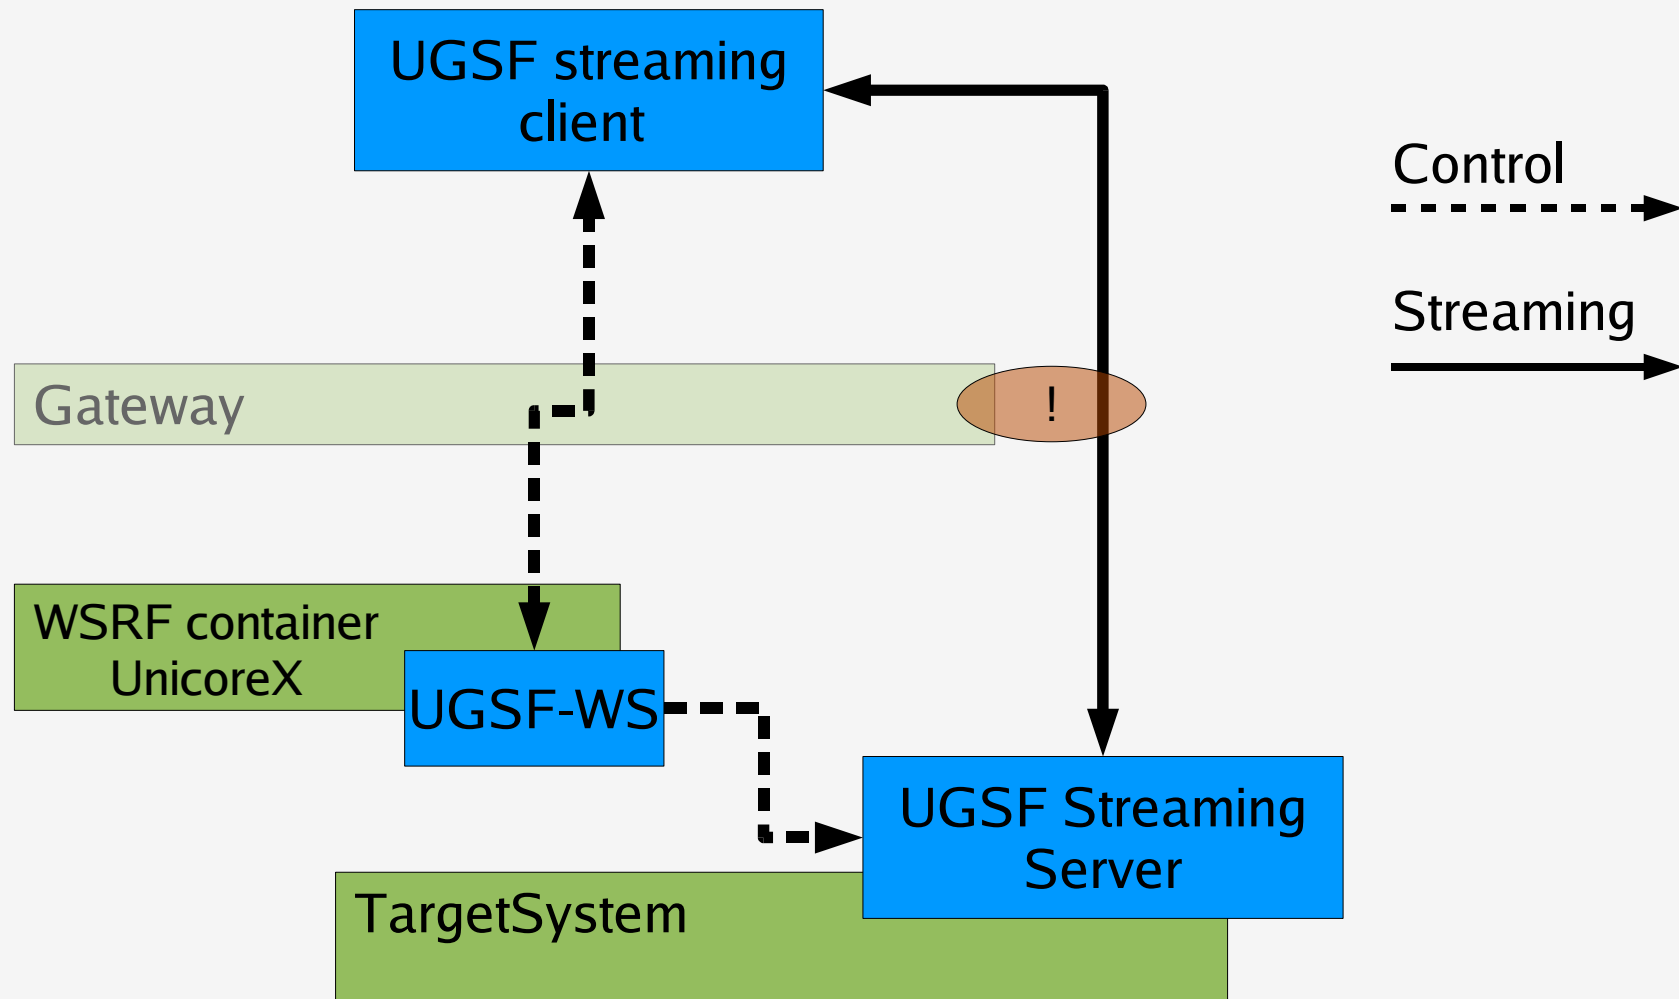 UGSF streaming
client
Control
Streaming
Gateway
!
WSRF container
UnicoreX
UGSF-WS
UGSF Streaming
Server
TargetSystem